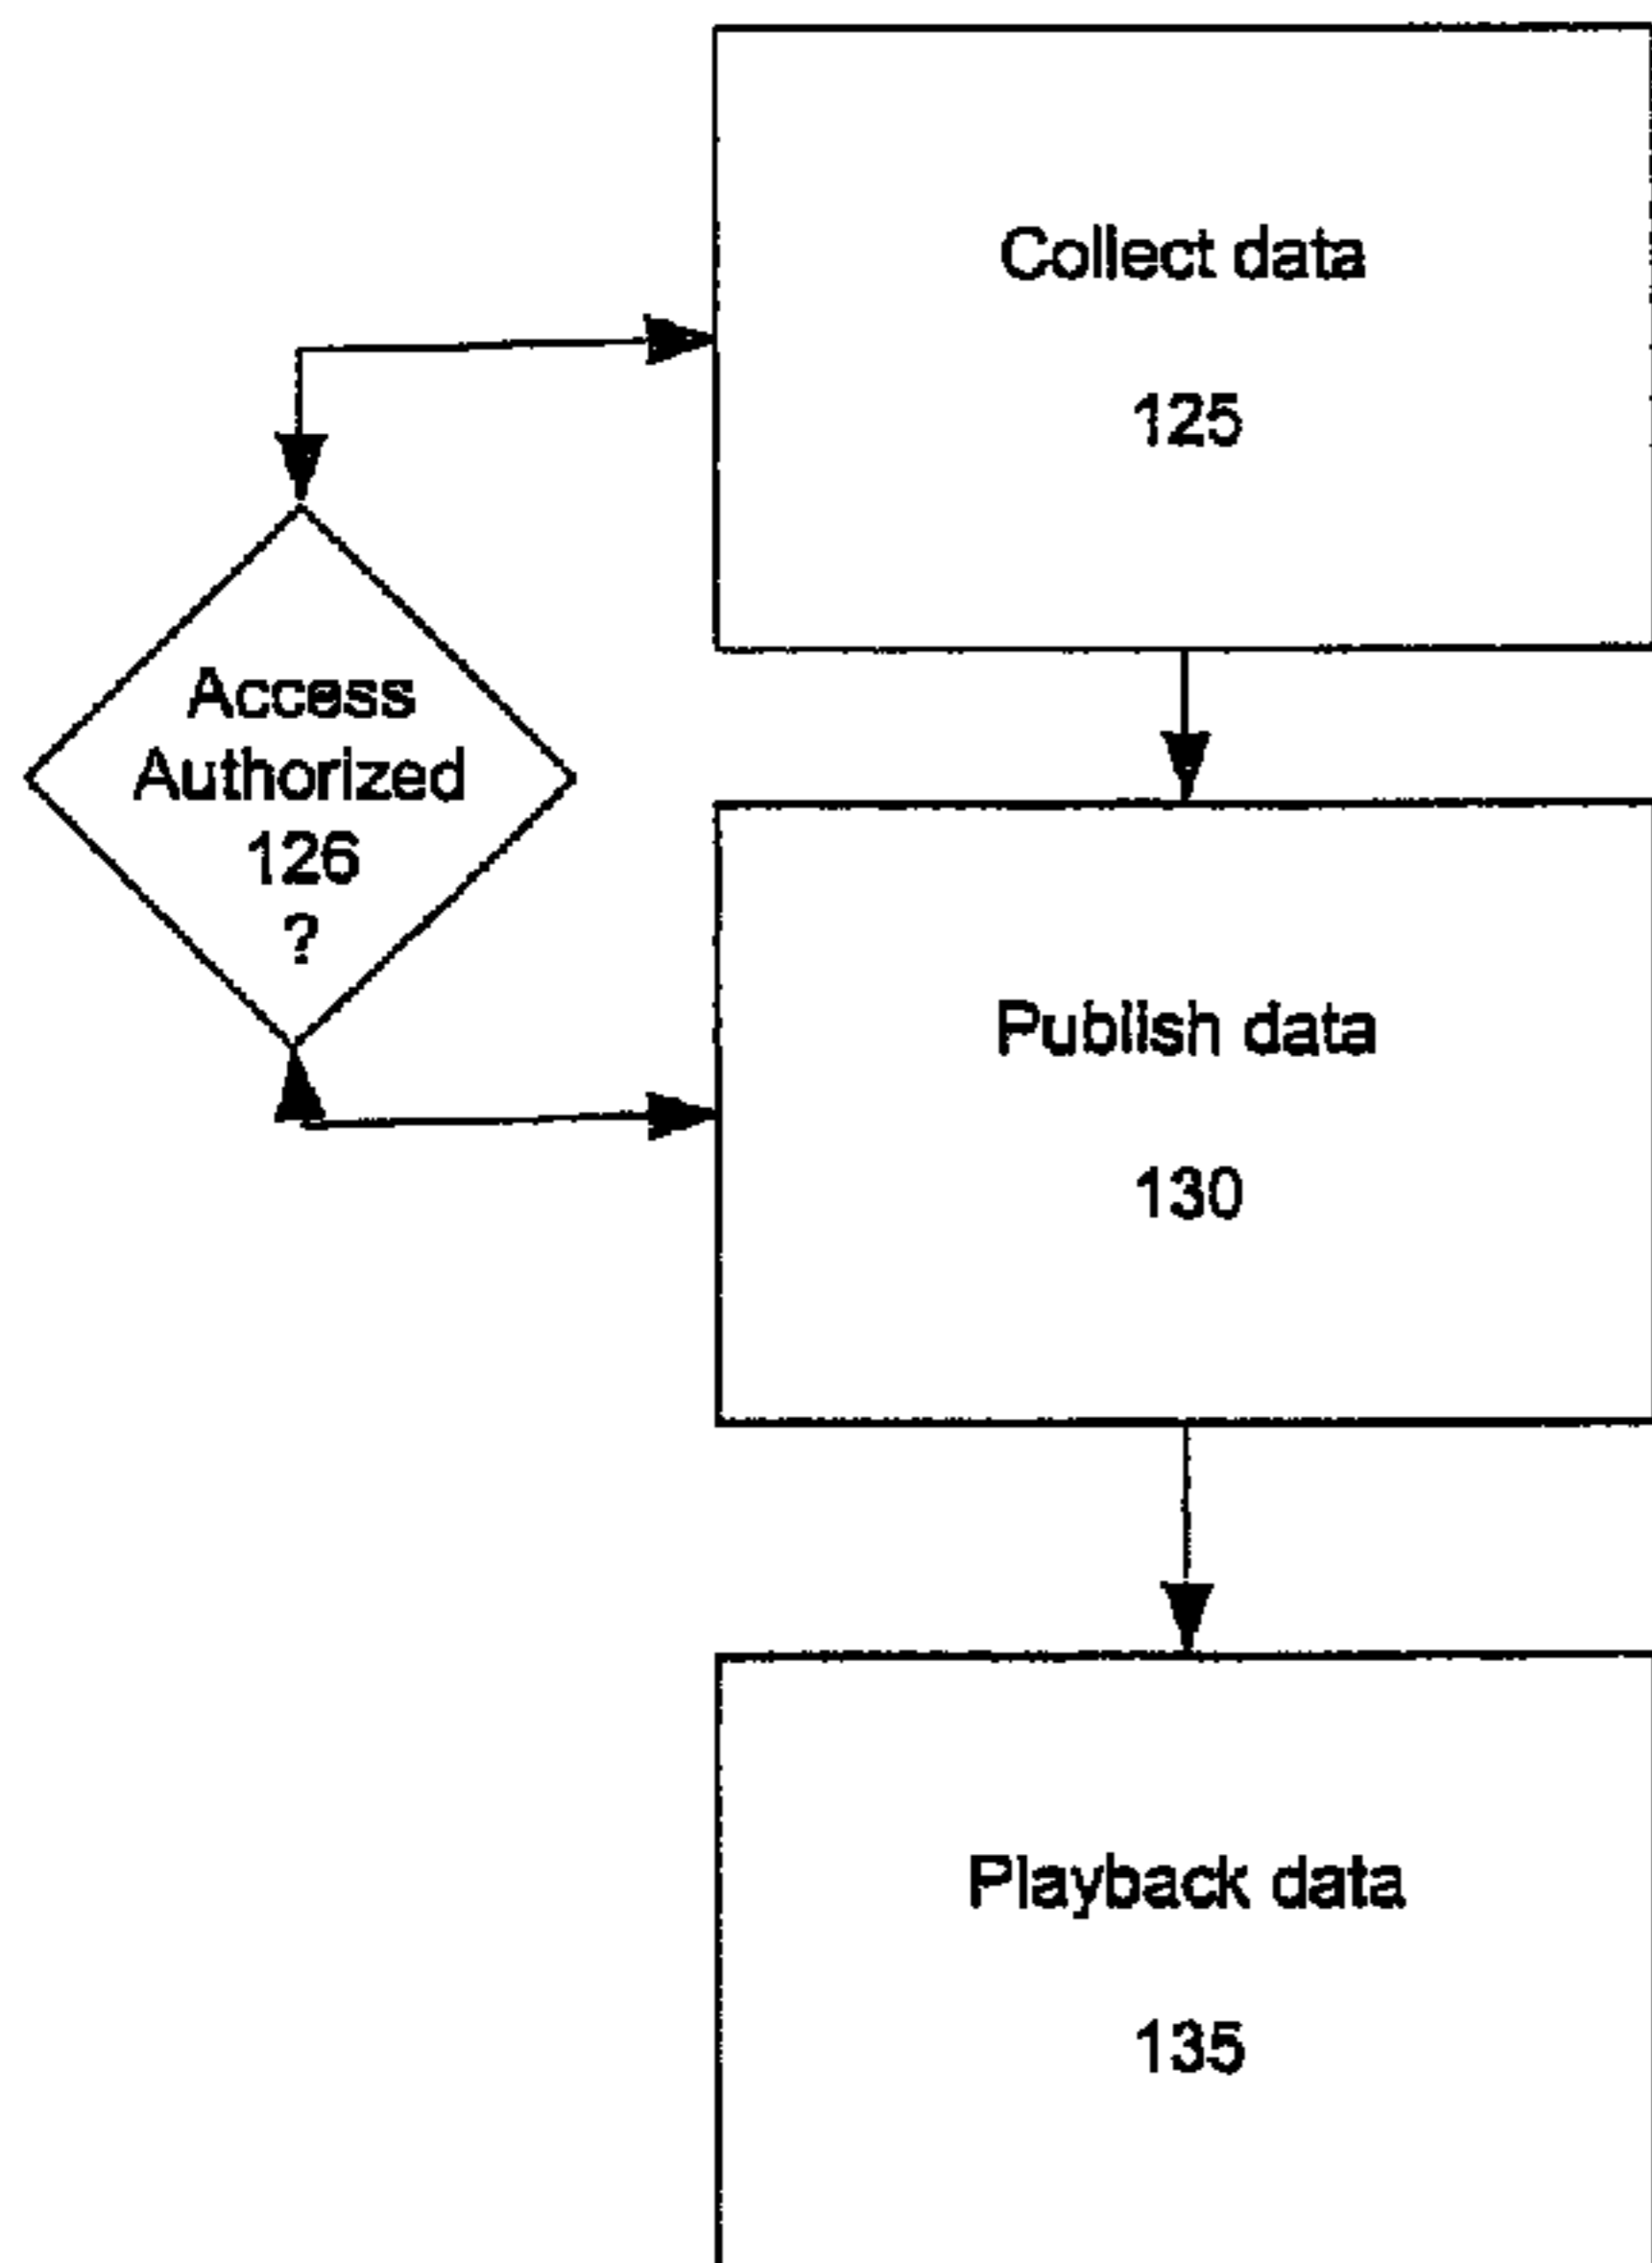 Collect data
125
Access
Authorized
126
?
Publish data
130
Playback data
135